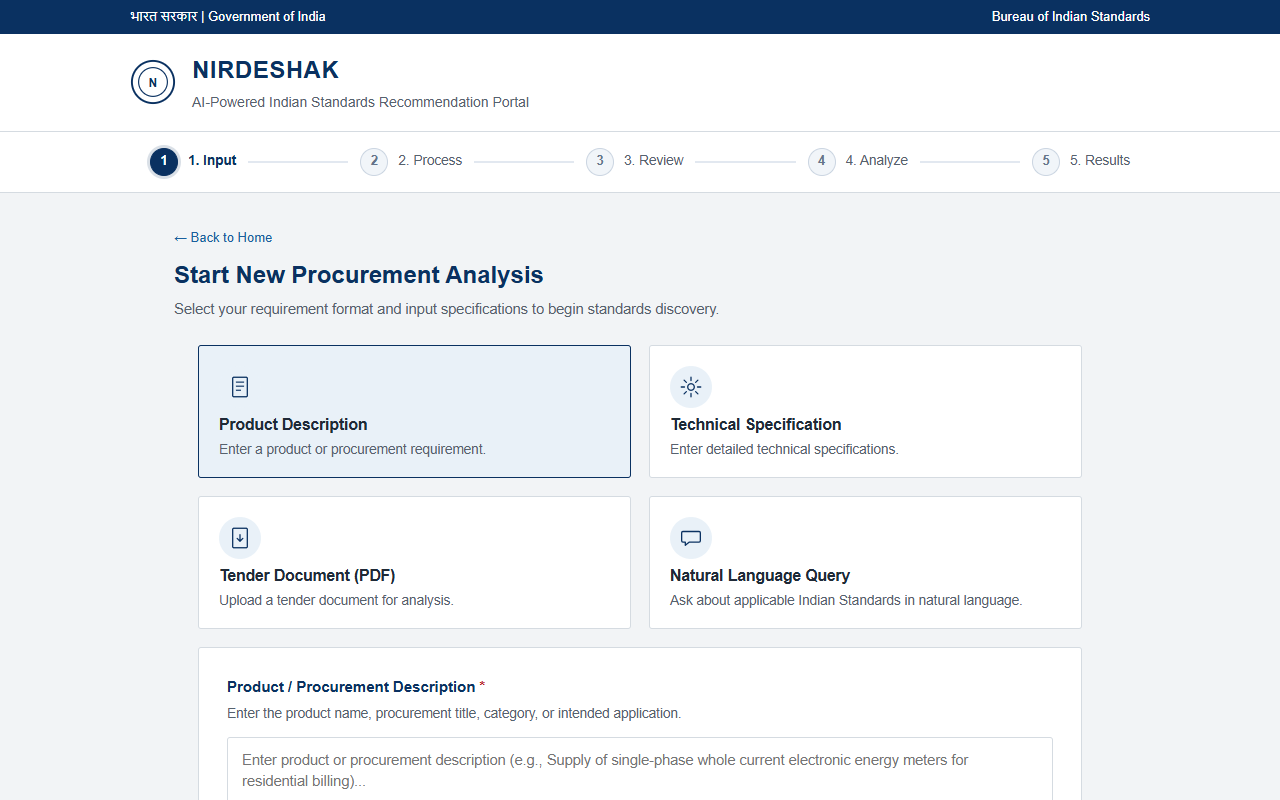 भारत सरकार | Government of India
Bureau of Indian Standards
N
NIRDESHAK
AI-Powered Indian Standards Recommendation Portal
1 1. Input
2 2. Process
3 3. Review
4 4. Analyze
5 5. Results
← Back to Home
Start New Procurement Analysis
Select your requirement format and input specifications to begin standards discovery.
Product Description
Enter a product or procurement requirement.
Technical Specification
Enter detailed technical specifications.
Tender Document (PDF)
Upload a tender document for analysis.
Natural Language Query
Ask about applicable Indian Standards in natural language.
Product / Procurement Description *
Enter the product name, procurement title, category, or intended application.
Enter product or procurement description (e.g., Supply of single-phase whole current electronic energy meters for
residential billing)...